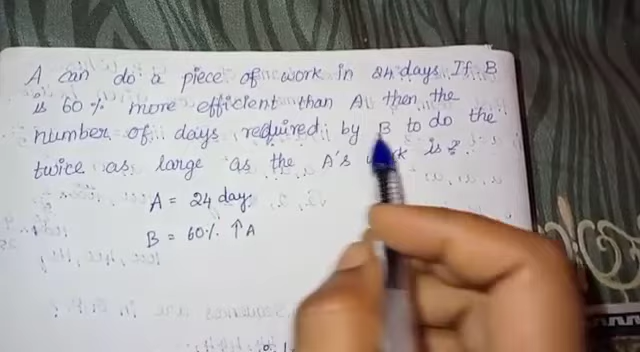 A can do a piece of work in 24 days. If B
is 60% more efficient than A, then the
number of days required by B to do the
twice as large as the A's work is?
A = 24 day
B = 60% ↑ A